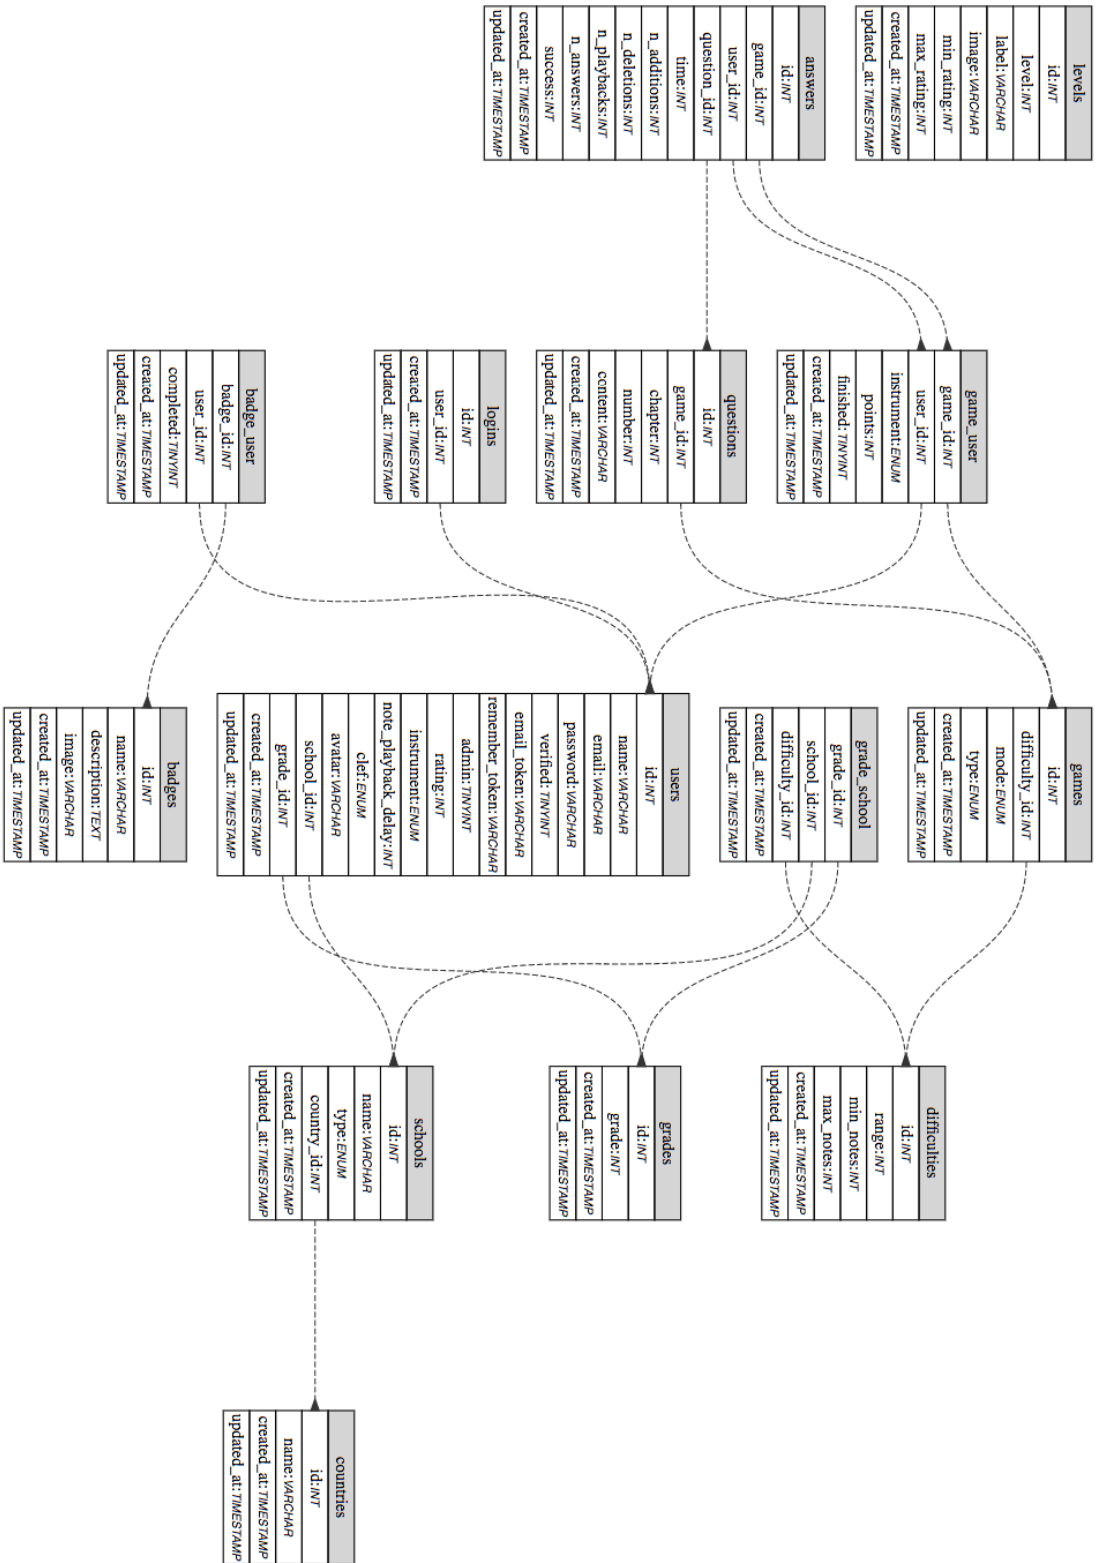 levels
id:INT
level:INT
label:VARCHAR
image:VARCHAR
min_rating:INT
max_rating:INT
created_at:TIMESTAMP
updated_at:TIMESTAMP
answers
id:INT
game_id:INT
user_id:INT
question_id:INT
time:INT
n_additions:INT
n_deletions:INT
n_playbacks:INT
n_answers:INT
success:INT
created_at:TIMESTAMP
updated_at:TIMESTAMP
game_user
game_id:INT
user_id:INT
instrument:ENUM
points:INT
finished:TINYINT
created_at:TIMESTAMP
updated_at:TIMESTAMP
questions
id:INT
game_id:INT
chapter:INT
number:INT
content:VARCHAR
created_at:TIMESTAMP
updated_at:TIMESTAMP
logins
id:INT
user_id:INT
created_at:TIMESTAMP
updated_at:TIMESTAMP
badge_user
badge_id:INT
user_id:INT
completed:TINYINT
created_at:TIMESTAMP
updated_at:TIMESTAMP
games
id:INT
difficulty_id:INT
mode:ENUM
type:ENUM
created_at:TIMESTAMP
updated_at:TIMESTAMP
grade_school
grade_id:INT
school_id:INT
difficulty_id:INT
created_at:TIMESTAMP
updated_at:TIMESTAMP
users
id:INT
name:VARCHAR
email:VARCHAR
password:VARCHAR
verified:TINYINT
email_token:VARCHAR
remember_token:VARCHAR
admin:TINYINT
rating:INT
instrument:ENUM
note_playback_delay:INT
clef:ENUM
avatar:VARCHAR
school_id:INT
grade_id:INT
created_at:TIMESTAMP
updated_at:TIMESTAMP
badges
id:INT
name:VARCHAR
description:TEXT
image:VARCHAR
created_at:TIMESTAMP
updated_at:TIMESTAMP
difficulties
id:INT
range:INT
min_notes:INT
max_notes:INT
created_at:TIMESTAMP
updated_at:TIMESTAMP
grades
id:INT
grade:INT
created_at:TIMESTAMP
updated_at:TIMESTAMP
schools
id:INT
name:VARCHAR
type:ENUM
country_id:INT
created_at:TIMESTAMP
updated_at:TIMESTAMP
countries
id:INT
name:VARCHAR
created_at:TIMESTAMP
updated_at:TIMESTAMP